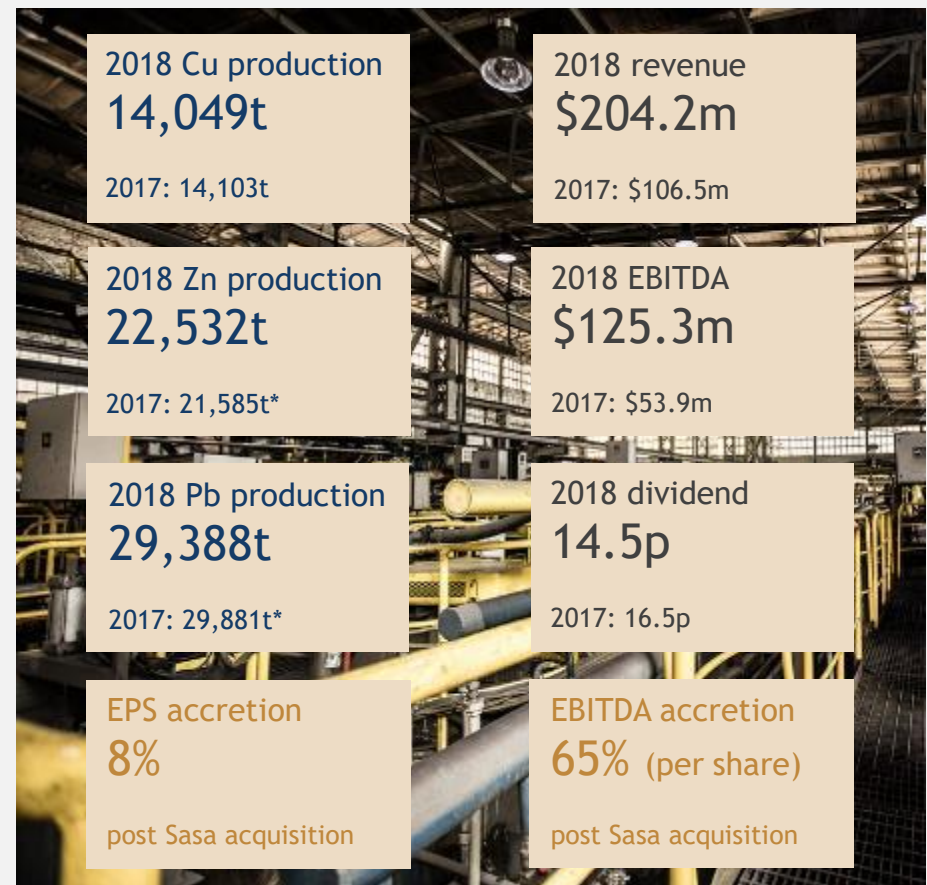 2018 Cu production
14,049t
2017: 14,103t
2018 revenue
$204.2m
2017: $106.5m
2018 Zn production
22,532t
2017: 21,585t*
2018 EBITDA
$125.3m
2017: $53.9m
2018 Pb production
29,388t
2017: 29,881t*
2018 dividend
14.5p
2017: 16.5p
EPS accretion
8%
post Sasa acquisition
EBITDA accretion
65% (per share)
post Sasa acquisition